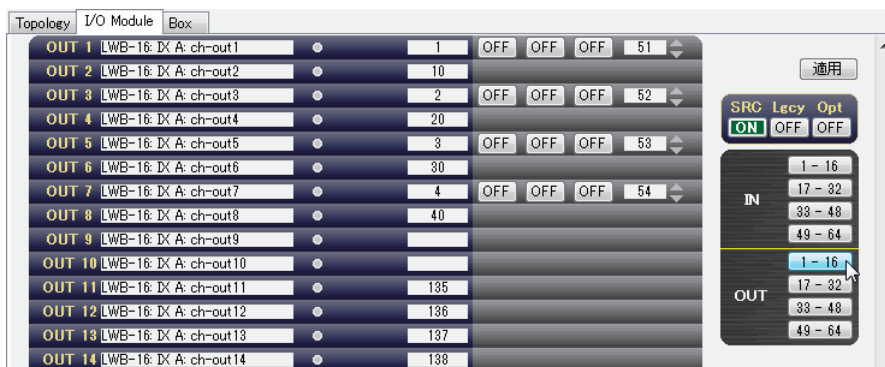 Topology I/O Module Box
OUT 1 LWB-16: IX A: ch-out1 1 OFF OFF OFF 51
OUT 2 LWB-16: IX A: ch-out2 10
適用
OUT 3 LWB-16: IX A: ch-out3 2 OFF OFF OFF 52
SRC Lgcy Opt
OUT 4 LWB-16: IX A: ch-out4 20
ON OFF OFF
OUT 5 LWB-16: IX A: ch-out5 3 OFF OFF OFF 53
OUT 6 LWB-16: IX A: ch-out6 30
1 - 16
OUT 7 LWB-16: IX A: ch-out7 4 OFF OFF OFF 54
17 - 32
IN
OUT 8 LWB-16: IX A: ch-out8 40
33 - 48
OUT 9 LWB-16: IX A: ch-out9
49 - 64
OUT 10 LWB-16: IX A: ch-out10
1 - 16
OUT 11 LWB-16: IX A: ch-out11 135
17 - 32
OUT
OUT 12 LWB-16: IX A: ch-out12 136
33 - 48
OUT 13 LWB-16: IX A: ch-out13 137
49 - 64
OUT 14 LWB-16: IX A: ch-out14 138